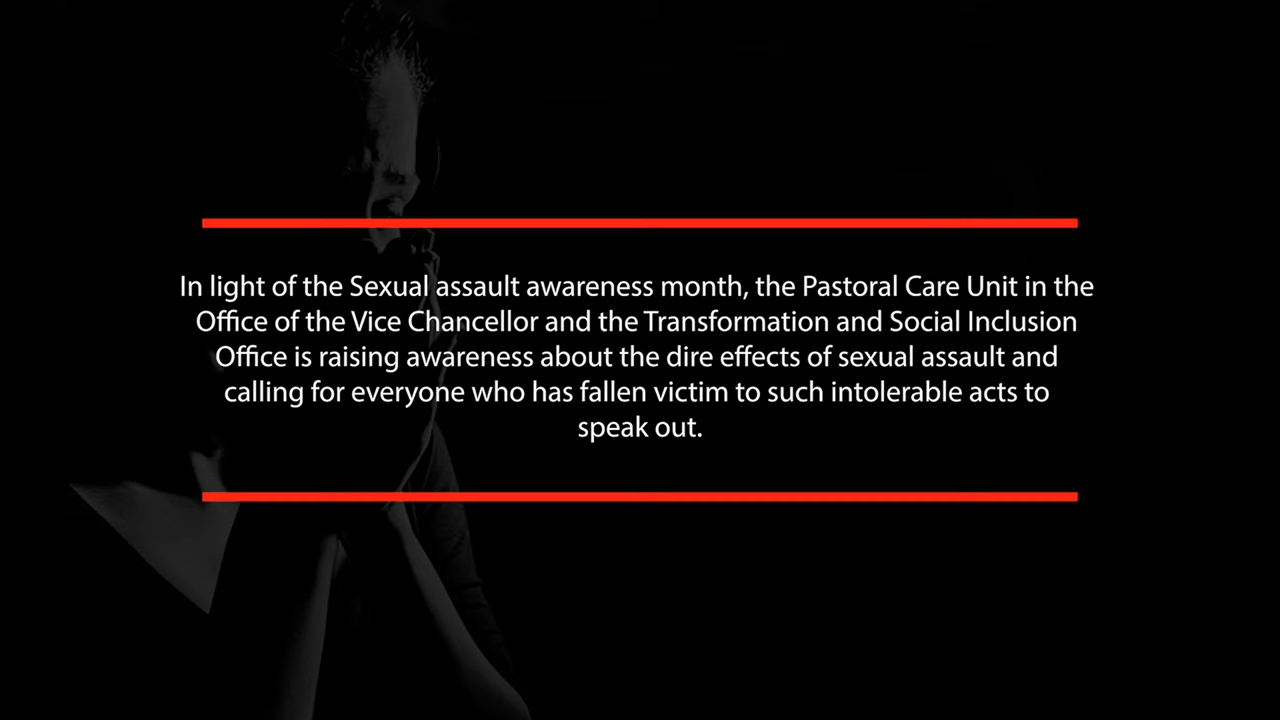 In light of the Sexual assault awareness month, the Pastoral Care Unit in the
Office of the Vice Chancellor and the Transformation and Social Inclusion
Office is raising awareness about the dire effects of sexual assault and
calling for everyone who has fallen victim to such intolerable acts to
speak out.